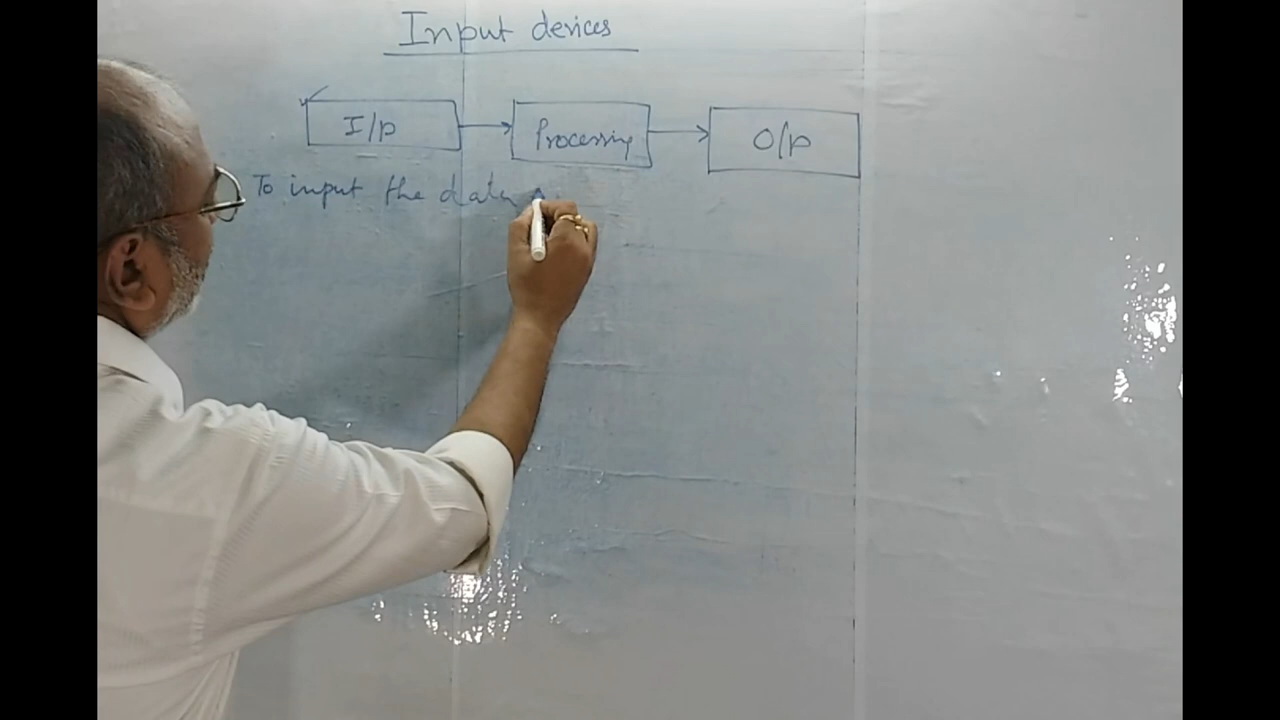 Input devices
I/p Processing O/p
To input the data